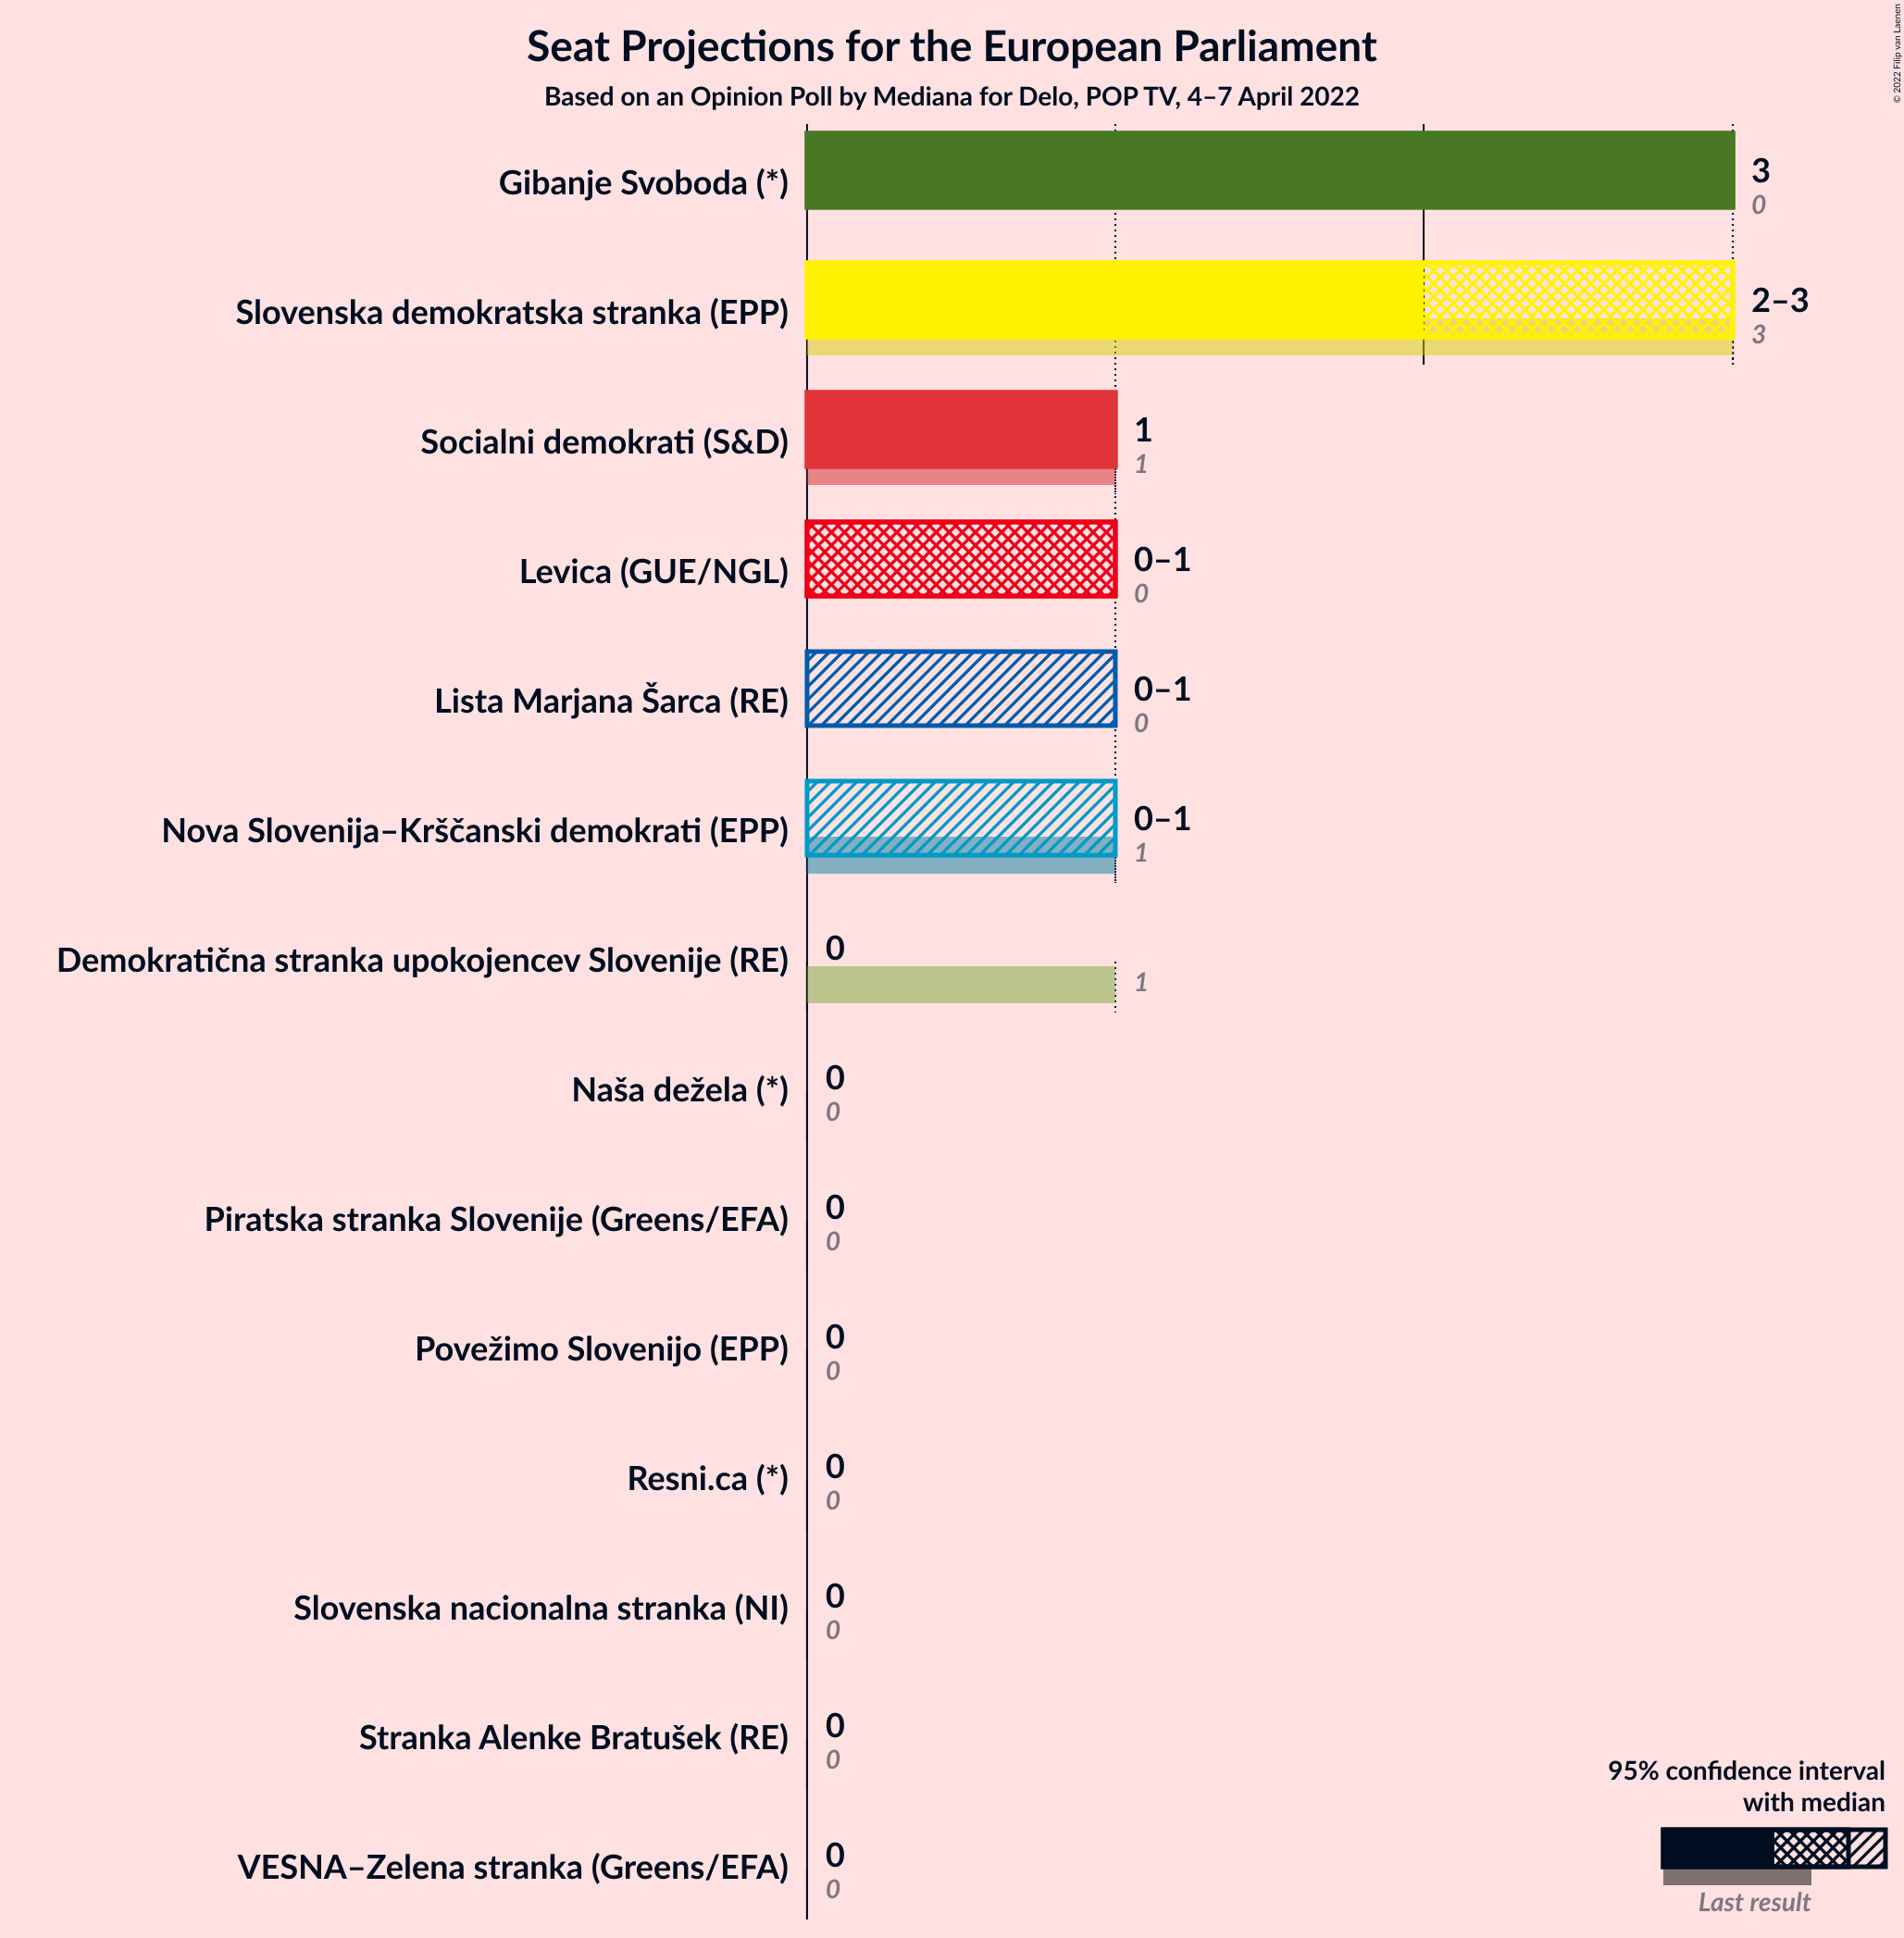 Seat Projections for the European Parliament
Based on an Opinion Poll by Mediana for Delo, POP TV, 4–7 April 2022
© 2022 Filip van Laenen
Gibanje Svoboda (*)
3
0
Slovenska demokratska stranka (EPP)
2–3
3
Socialni demokrati (S&D)
1
1
Levica (GUE/NGL)
0–1
0
Lista Marjana Šarca (RE)
0–1
0
Nova Slovenija–Krščanski demokrati (EPP)
0–1
1
Demokratična stranka upokojencev Slovenije (RE)
0
1
Naša dežela (*)
0
0
Piratska stranka Slovenije (Greens/EFA)
0
0
Povežimo Slovenijo (EPP)
0
0
Resni.ca (*)
0
0
Slovenska nacionalna stranka (NI)
0
0
Stranka Alenke Bratušek (RE)
0
0
VESNA–Zelena stranka (Greens/EFA)
0
0
95% confidence interval
with median
Last result